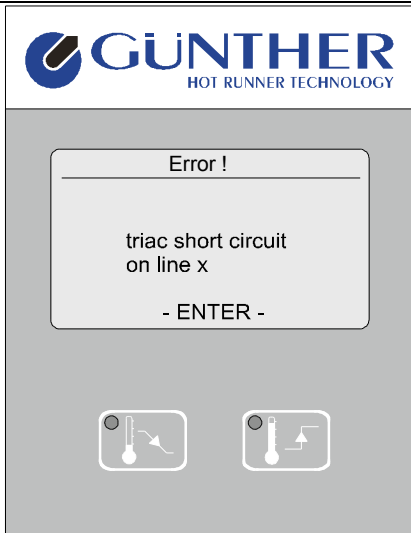 GÜNTHER
HOT RUNNER TECHNOLOGY
Error !
triac short circuit
on line x
- ENTER -